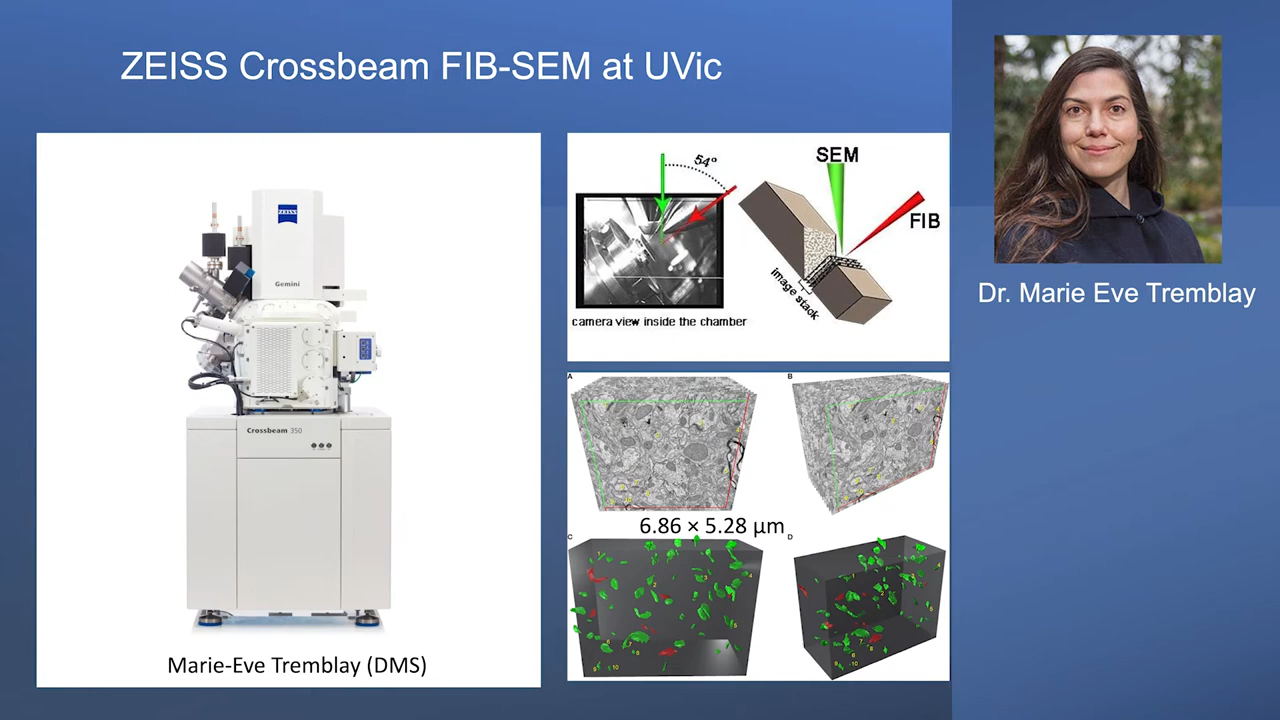 ZEISS Crossbeam FIB-SEM at UVic
ZEISS
Gemini
Crossbeam 350
Marie-Eve Tremblay (DMS)
54°
camera view inside the chamber
SEM
FIB
image stack
A
B
6.86 × 5.28 µm
C
D
Dr. Marie Eve Tremblay